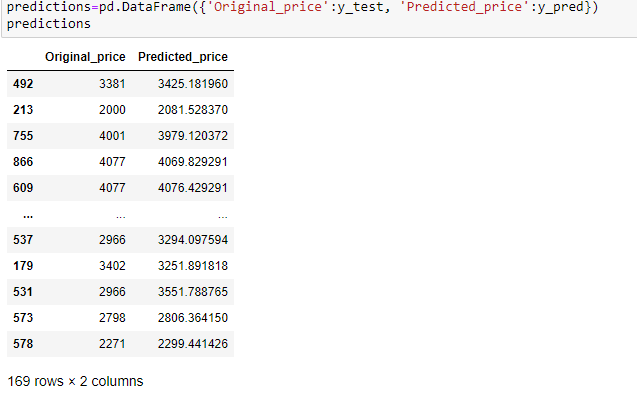 predictions=pd.DataFrame({'Original_price':y_test, 'Predicted_price':y_pred})
predictions
Original_price Predicted_price
492 3381 3425.181960
213 2000 2081.528370
755 4001 3979.120372
866 4077 4069.829291
609 4077 4076.429291
... ... ...
537 2966 3294.097594
179 3402 3251.891818
531 2966 3551.788765
573 2798 2806.364150
578 2271 2299.441426
169 rows × 2 columns